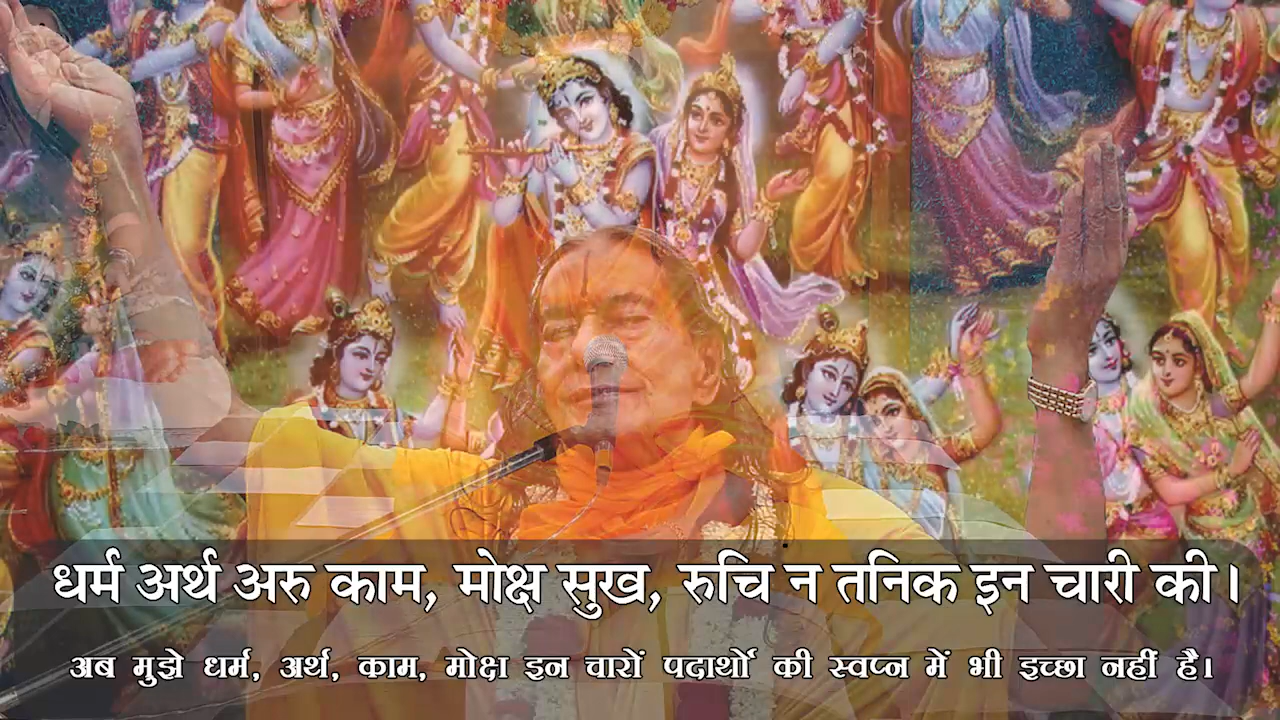 धर्म अर्थ अरु काम, मोक्ष सुख, रुचि न तनिक इन चारी की।
अब मुझे धर्म, अर्थ, काम, मोक्ष इन चारों पदार्थों की स्वप्न में भी इच्छा नहीं है।